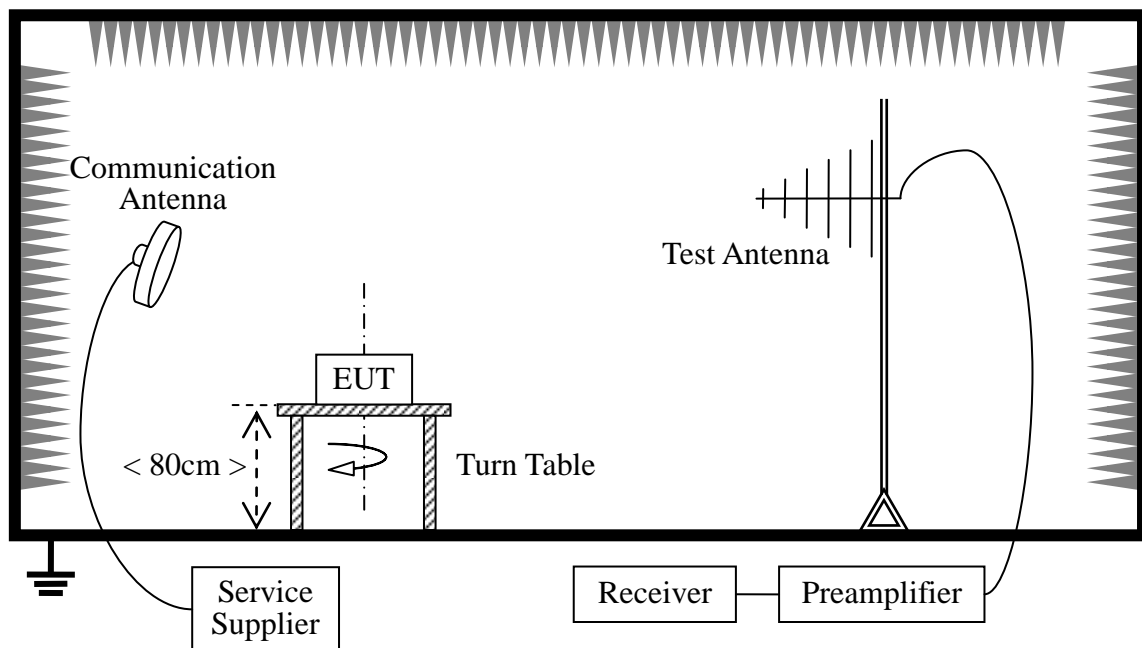 Communication
Antenna
Test Antenna
EUT
< 80cm >
Turn Table
Service
Supplier
Receiver
Preamplifier